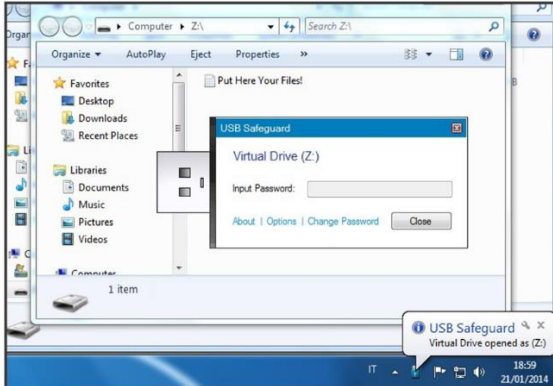 Computer ▸ Z:\
Search Z:\
Organize
AutoPlay
Eject
Properties
»
Favorites
Desktop
Downloads
Recent Places
Libraries
Documents
Music
Pictures
Videos
Computer
Put Here Your Files!
USB Safeguard
Virtual Drive (Z:)
Input Password:
About | Options | Change Password
Close
1 item
USB Safeguard
Virtual Drive opened as (Z:)
IT
18:59
21/01/2014